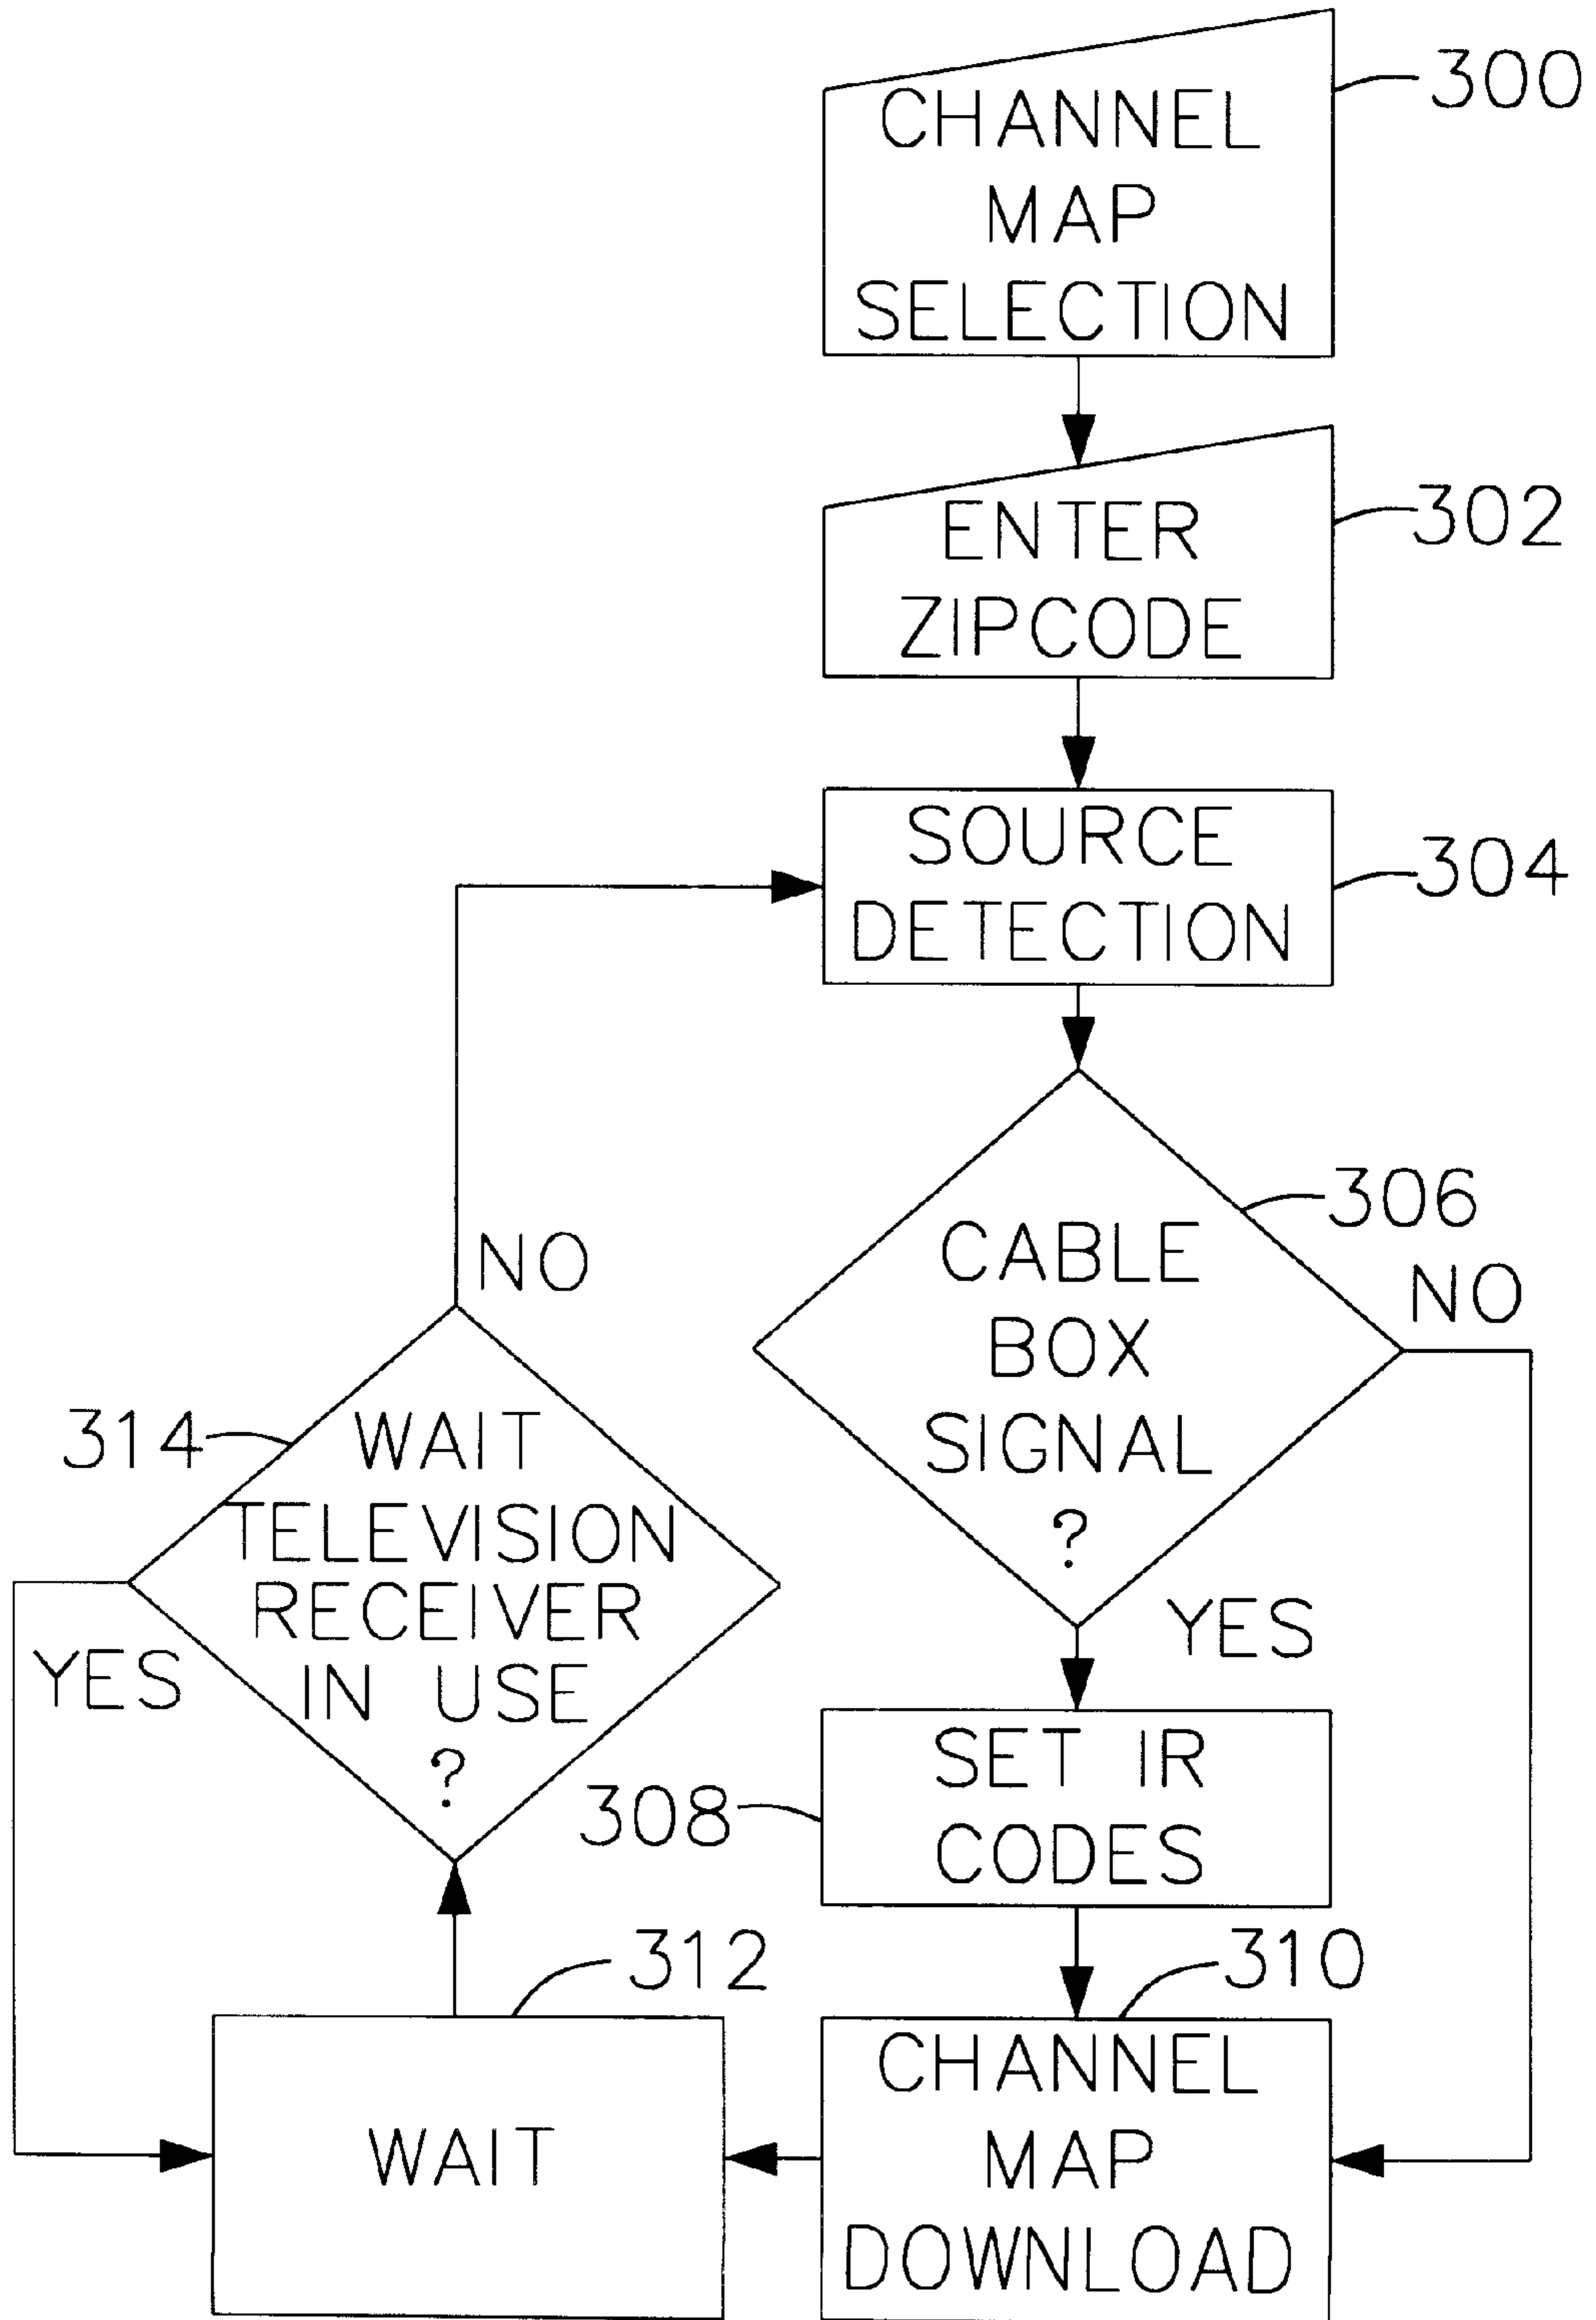 CHANNEL
MAP
SELECTION
300
ENTER
ZIPCODE
302
SOURCE
DETECTION
304
CABLE
BOX
SIGNAL
?
306
NO
YES
SET IR
CODES
308
CHANNEL
MAP
DOWNLOAD
310
WAIT
312
WAIT
TELEVISION
RECEIVER
IN USE
?
314
NO
YES